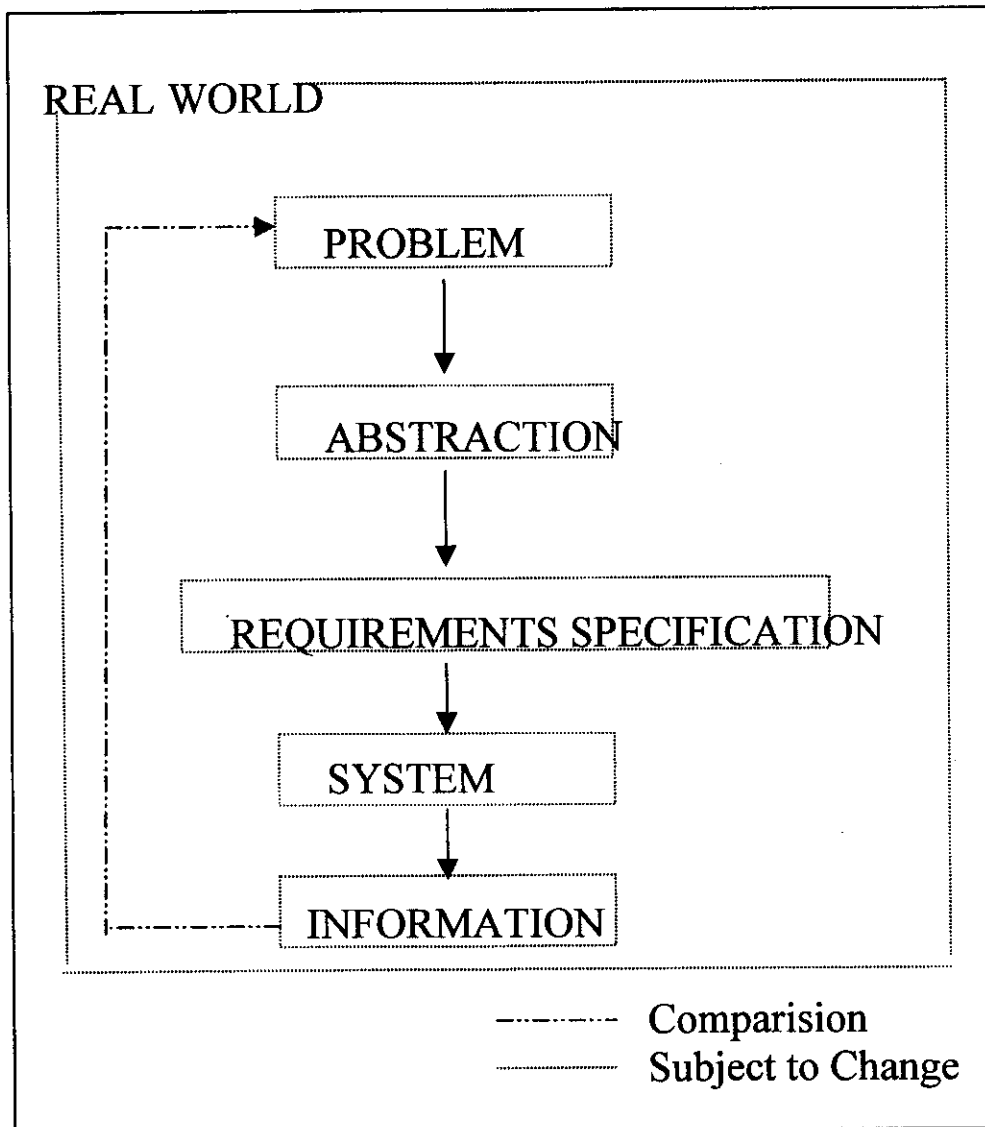 REAL WORLD
PROBLEM
ABSTRACTION
REQUIREMENTS SPECIFICATION
SYSTEM
INFORMATION
Comparision
Subject to Change